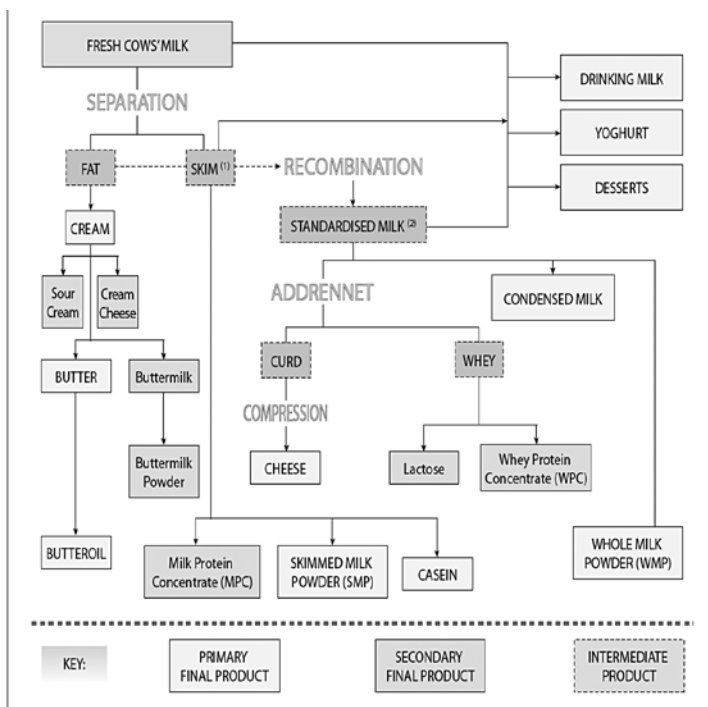 FRESH COWS' MILK
SEPARATION
DRINKING MILK
YOGHURT
DESSERTS
FAT
SKIM (1)
RECOMBINATION
STANDARDISED MILK (2)
CREAM
Sour
Cream
Cream
Cheese
ADDRENNET
CONDENSED MILK
CURD
WHEY
BUTTER
Buttermilk
COMPRESSION
Buttermilk
Powder
CHEESE
Lactose
Whey Protein
Concentrate (WPC)
BUTTEROIL
Milk Protein
Concentrate (MPC)
SKIMMED MILK
POWDER (SMP)
CASEIN
WHOLE MILK
POWDER (WMP)
KEY:
PRIMARY
FINAL PRODUCT
SECONDARY
FINAL PRODUCT
INTERMEDIATE
PRODUCT